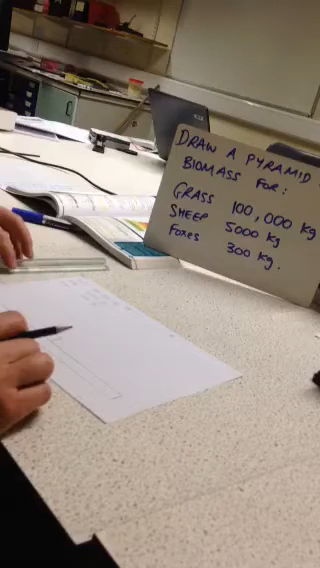 DRAW A PYRAMID
BIOMASS FOR:
GRASS 100,000 kg
SHEEP 5000 kg
Foxes 300 kg.